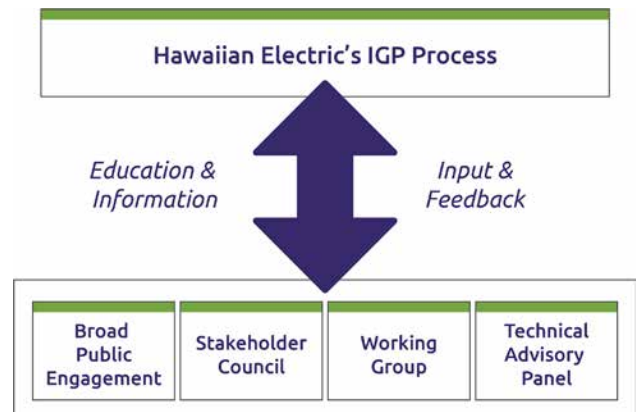 Hawaiian Electric's IGP Process
Education &
Information
Input &
Feedback
Broad
Public
Engagement
Stakeholder
Council
Working
Group
Technical
Advisory
Panel